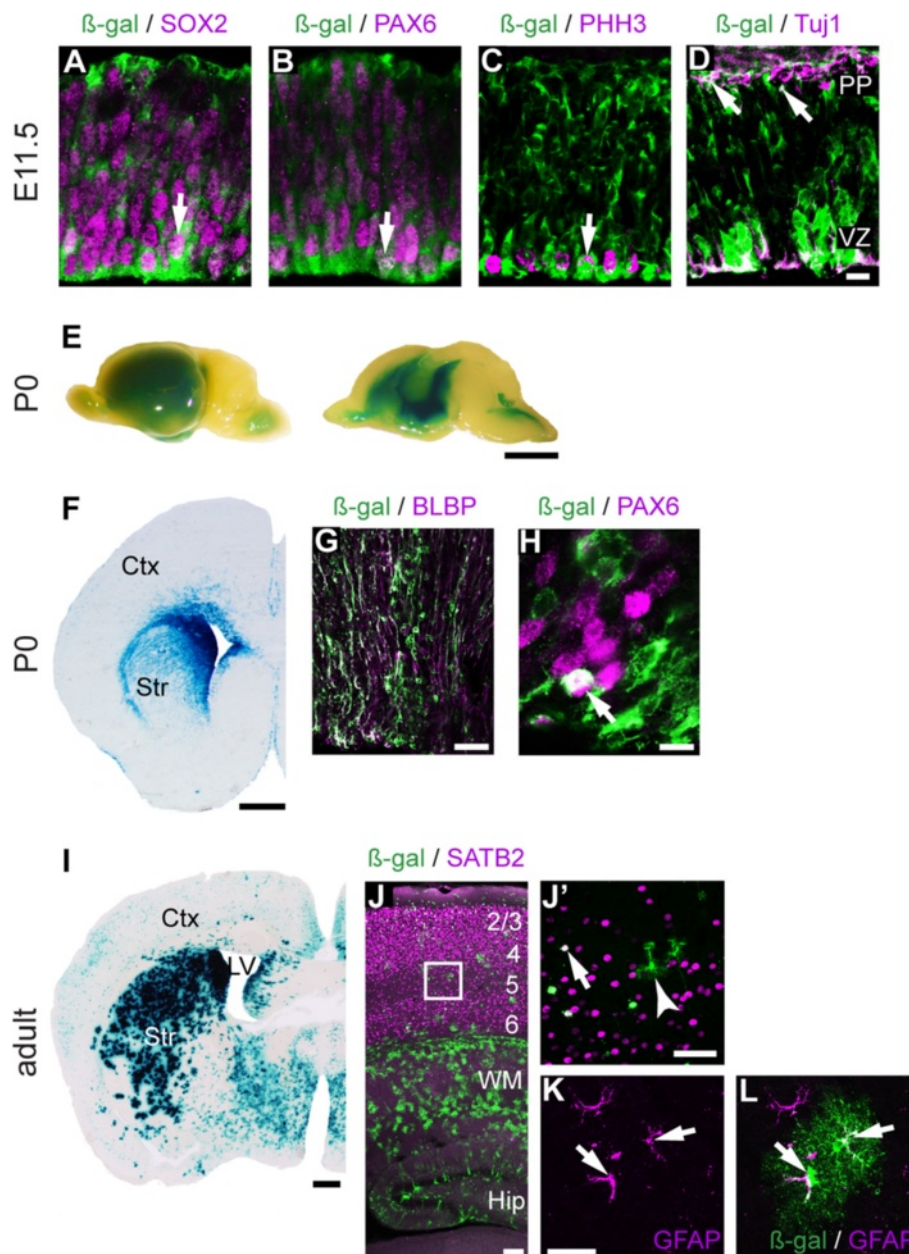 ß-gal / SOX2
ß-gal / PAX6
ß-gal / PHH3
ß-gal / Tuj1
E11.5
A
B
C
D
PP
VZ
P0
E
P0
F
Ctx
Str
ß-gal / BLBP
G
ß-gal / PAX6
H
adult
I
Ctx
LV
Str
ß-gal / SATB2
J
2/3
4
5
6
WM
Hip
J'
K
GFAP
L
ß-gal / GFAP